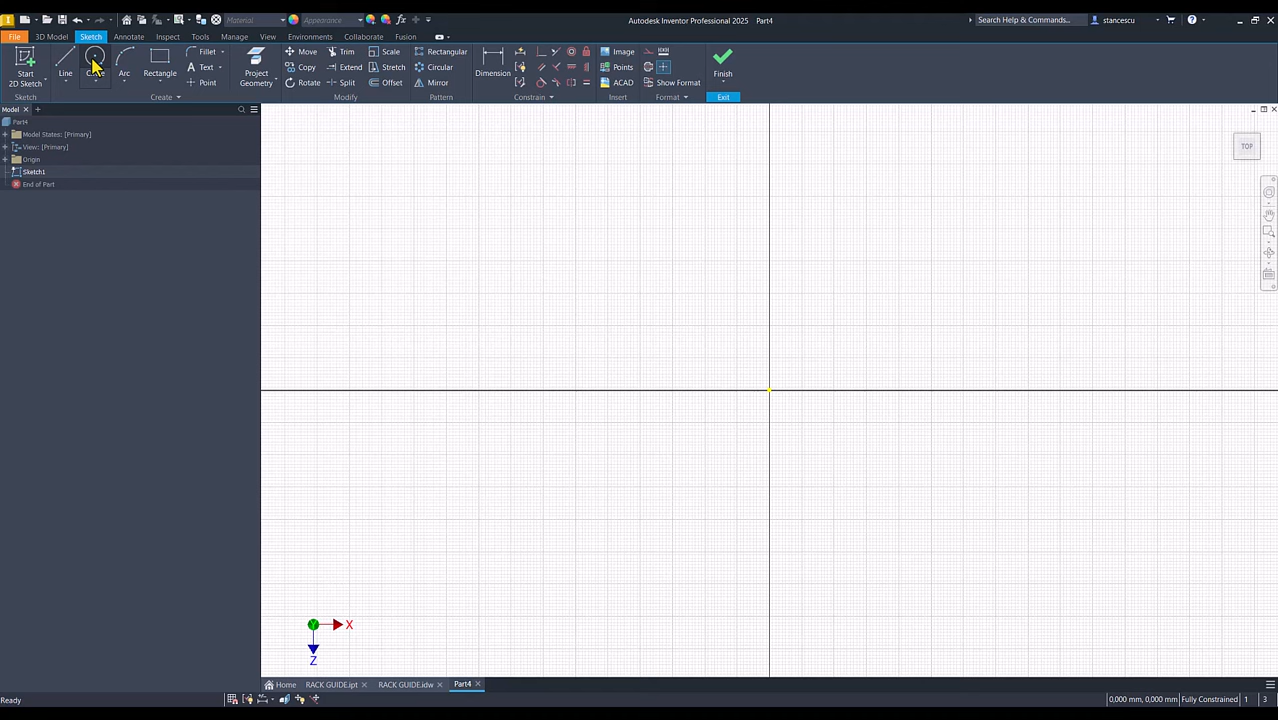 Material
Appearance
fx
Autodesk Inventor Professional 2025 Part4
Search Help & Commands...
stancescu
File 3D Model Sketch Annotate Inspect Tools Manage View Environments Collaborate Fusion
Start
2D Sketch
Line
Circle
Arc
Rectangle
Fillet
Text
Point
Project
Geometry
Move Trim Scale
Copy Extend Stretch
Rotate Split Offset
Rectangular
Circular
Mirror
Dimension
Image
Points
ACAD
Show Format
Finish
Sketch Create Modify Pattern Constrain Insert Format Exit
Model
Part4
Model States: [Primary]
View: [Primary]
Origin
Sketch1
End of Part
TOP
Y X
Z
Home RACK GUIDE.ipt RACK GUIDE.idw Part4
Ready
0,000 mm, 0,000 mm Fully Constrained 1 3